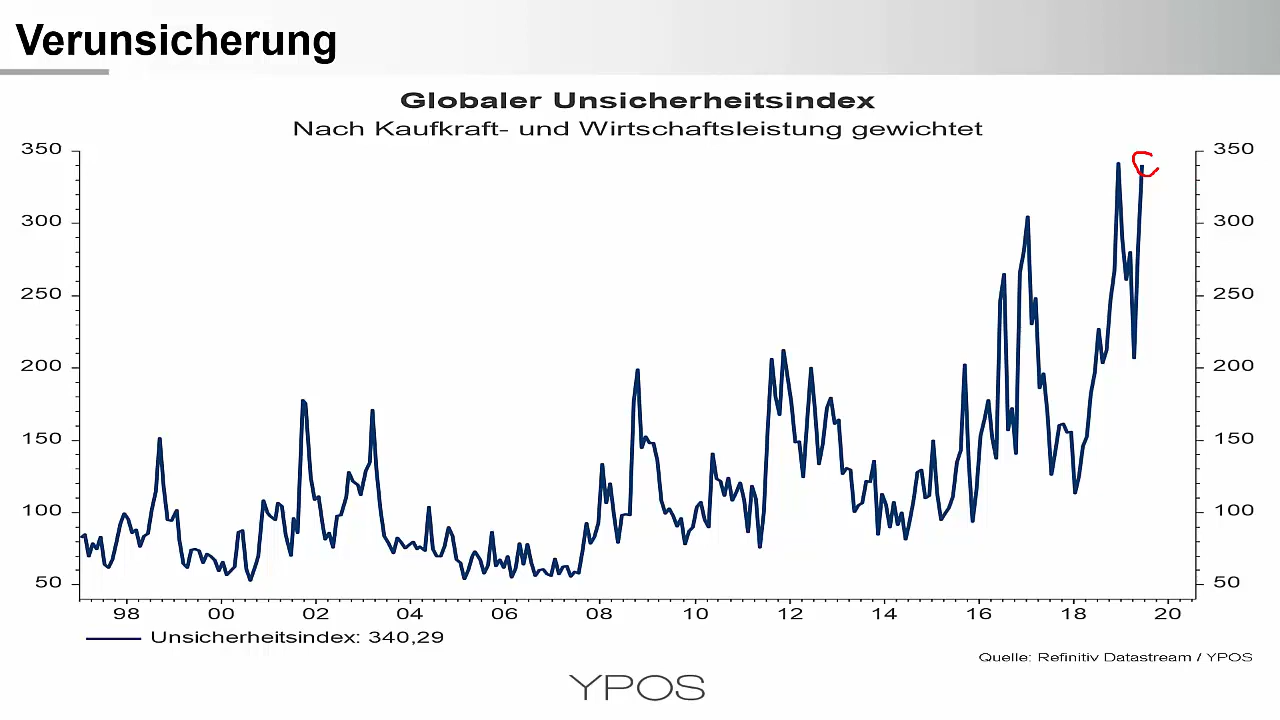 Verunsicherung
Globaler Unsicherheitsindex
Nach Kaufkraft- und Wirtschaftsleistung gewichtet
350 350
300 300
250 250
200 200
150 150
100 100
50 50
98 00 02 04 06 08 10 12 14 16 18 20
Unsicherheitsindex: 340,29
Quelle: Refinitiv Datastream / YPOS
YPOS